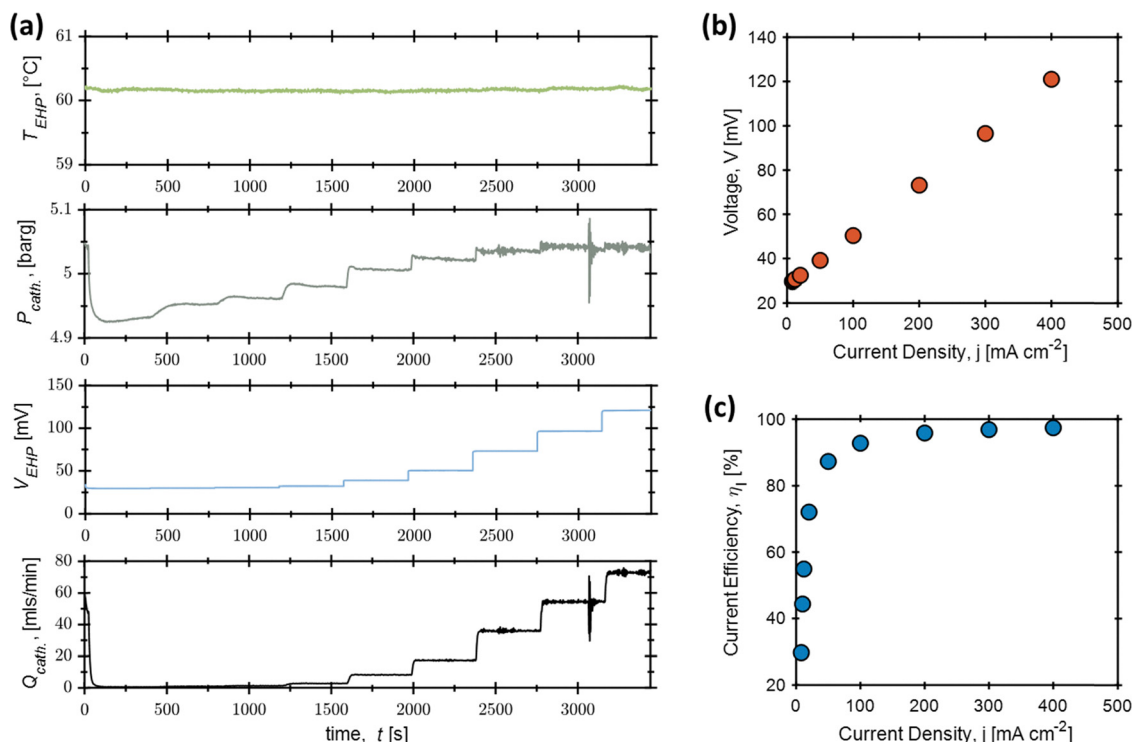 (a)
61
60
59
T_EHP, [°C]
0 500 1000 1500 2000 2500 3000
5.1
5
4.9
P_cath., [barg]
0 500 1000 1500 2000 2500 3000
150
100
50
0
V_EHP [mV]
0 500 1000 1500 2000 2500 3000
80
60
40
20
0
Q_cath., [mls/min]
0 500 1000 1500 2000 2500 3000
time, t [s]
(b)
140
120
100
80
60
40
20
Voltage, V [mV]
0 100 200 300 400 500
Current Density, j [mA cm⁻²]
(c)
100
80
60
40
20
Current Efficiency, η_I [%]
0 100 200 300 400 500
Current Density, j [mA cm⁻²]